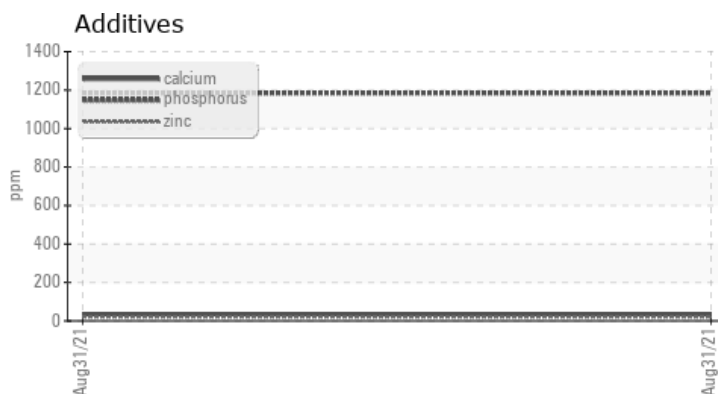 Additives
1400
1200
1000
800
600
400
200
0
ppm
calcium
phosphorus
zinc
Aug31/21
Aug31/21